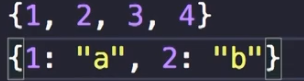 {1, 2, 3, 4}
{1: "a", 2: "b"}